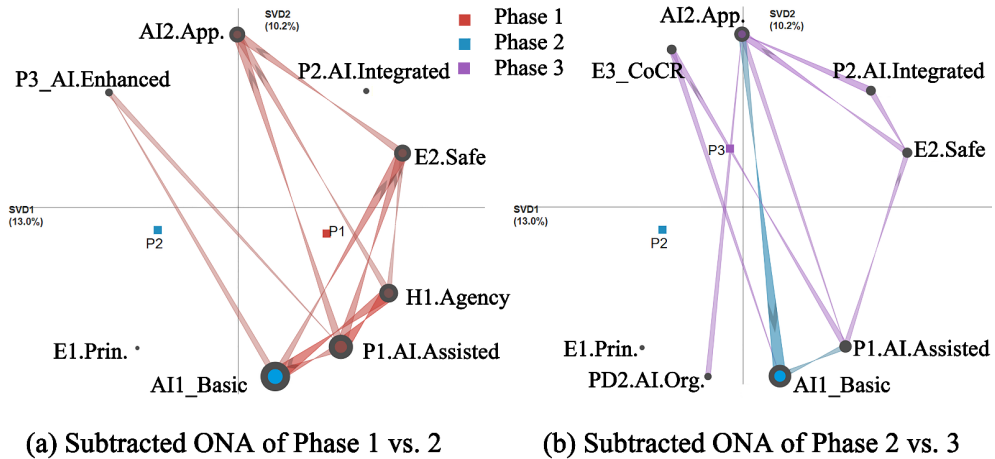 SVD2
(10.2%)
AI2.App.
P3_AI.Enhanced
P2.AI.Integrated
E2.Safe
SVD1
(13.0%)
P2
P1
H1.Agency
E1.Prin.
P1.AI.Assisted
AI1_Basic
(a) Subtracted ONA of Phase 1 vs. 2
Phase 1
Phase 2
Phase 3
AI2.App.
SVD2
(10.2%)
E3_CoCR
P2.AI.Integrated
P3
E2.Safe
SVD1
(13.0%)
P2
E1.Prin.
P1.AI.Assisted
PD2.AI.Org.
AI1_Basic
(b) Subtracted ONA of Phase 2 vs. 3